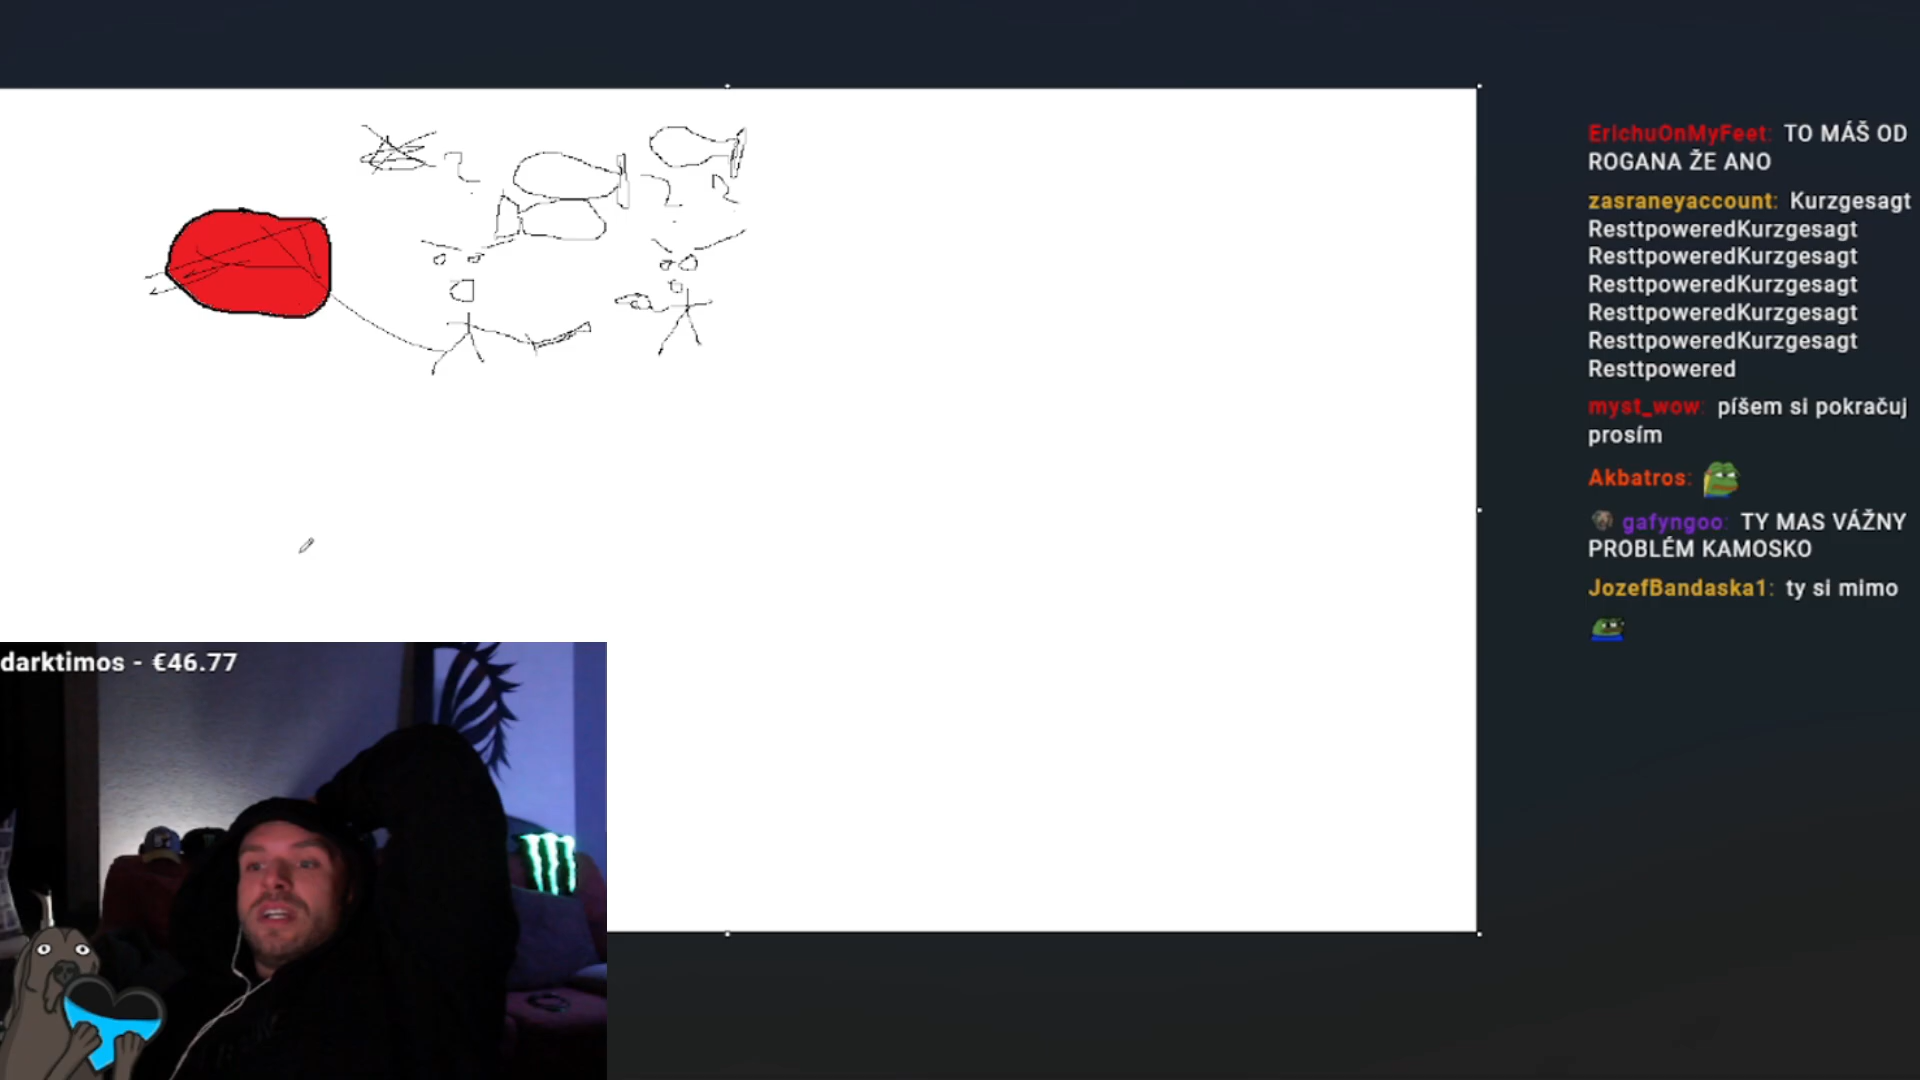 ErichuOnMyFeet: TO MÁŠ OD
ROGANA ŽE ANO
zasraneyaccount: Kurzgesagt
ResttpoweredKurzgesagt
ResttpoweredKurzgesagt
ResttpoweredKurzgesagt
ResttpoweredKurzgesagt
ResttpoweredKurzgesagt
Resttpowered
myst_wow: píšem si pokračuj
prosím
Akbatros:
gafyngoo: TY MAS VÁŽNY
PROBLÉM KAMOSKO
JozefBandaska1: ty si mimo
darktimos - €46.77